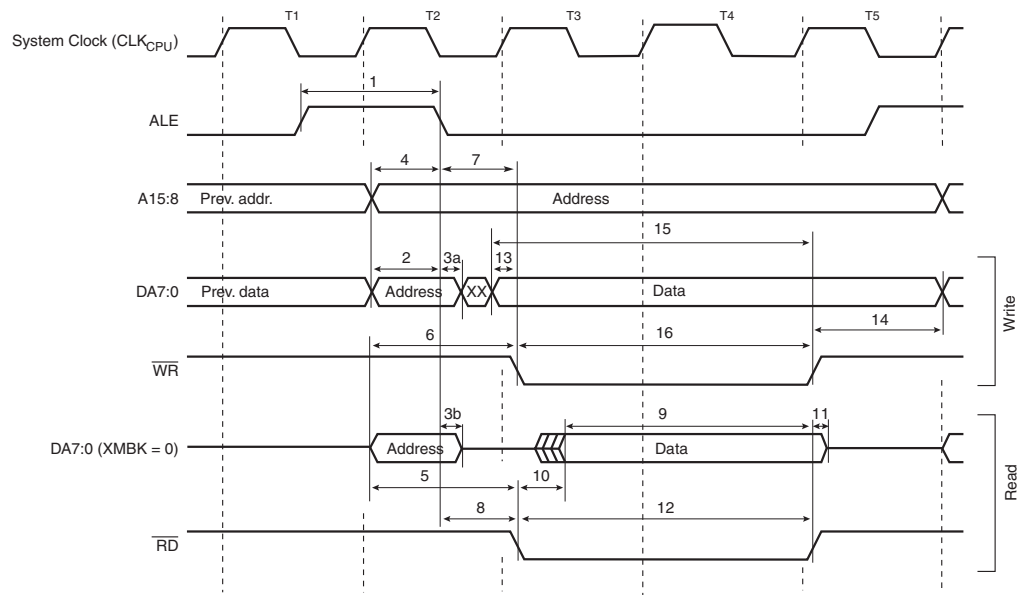 T1 T2 T3 T4 T5
System Clock (CLKCPU)
1
ALE
4 7
A15:8 Prev. addr. Address
15
2 3a 13
DA7:0 Prev. data Address XX Data
14
6 16
WR
Write
3b 9 11
DA7:0 (XMBK = 0) Address Data
5 10
8 12
RD
Read